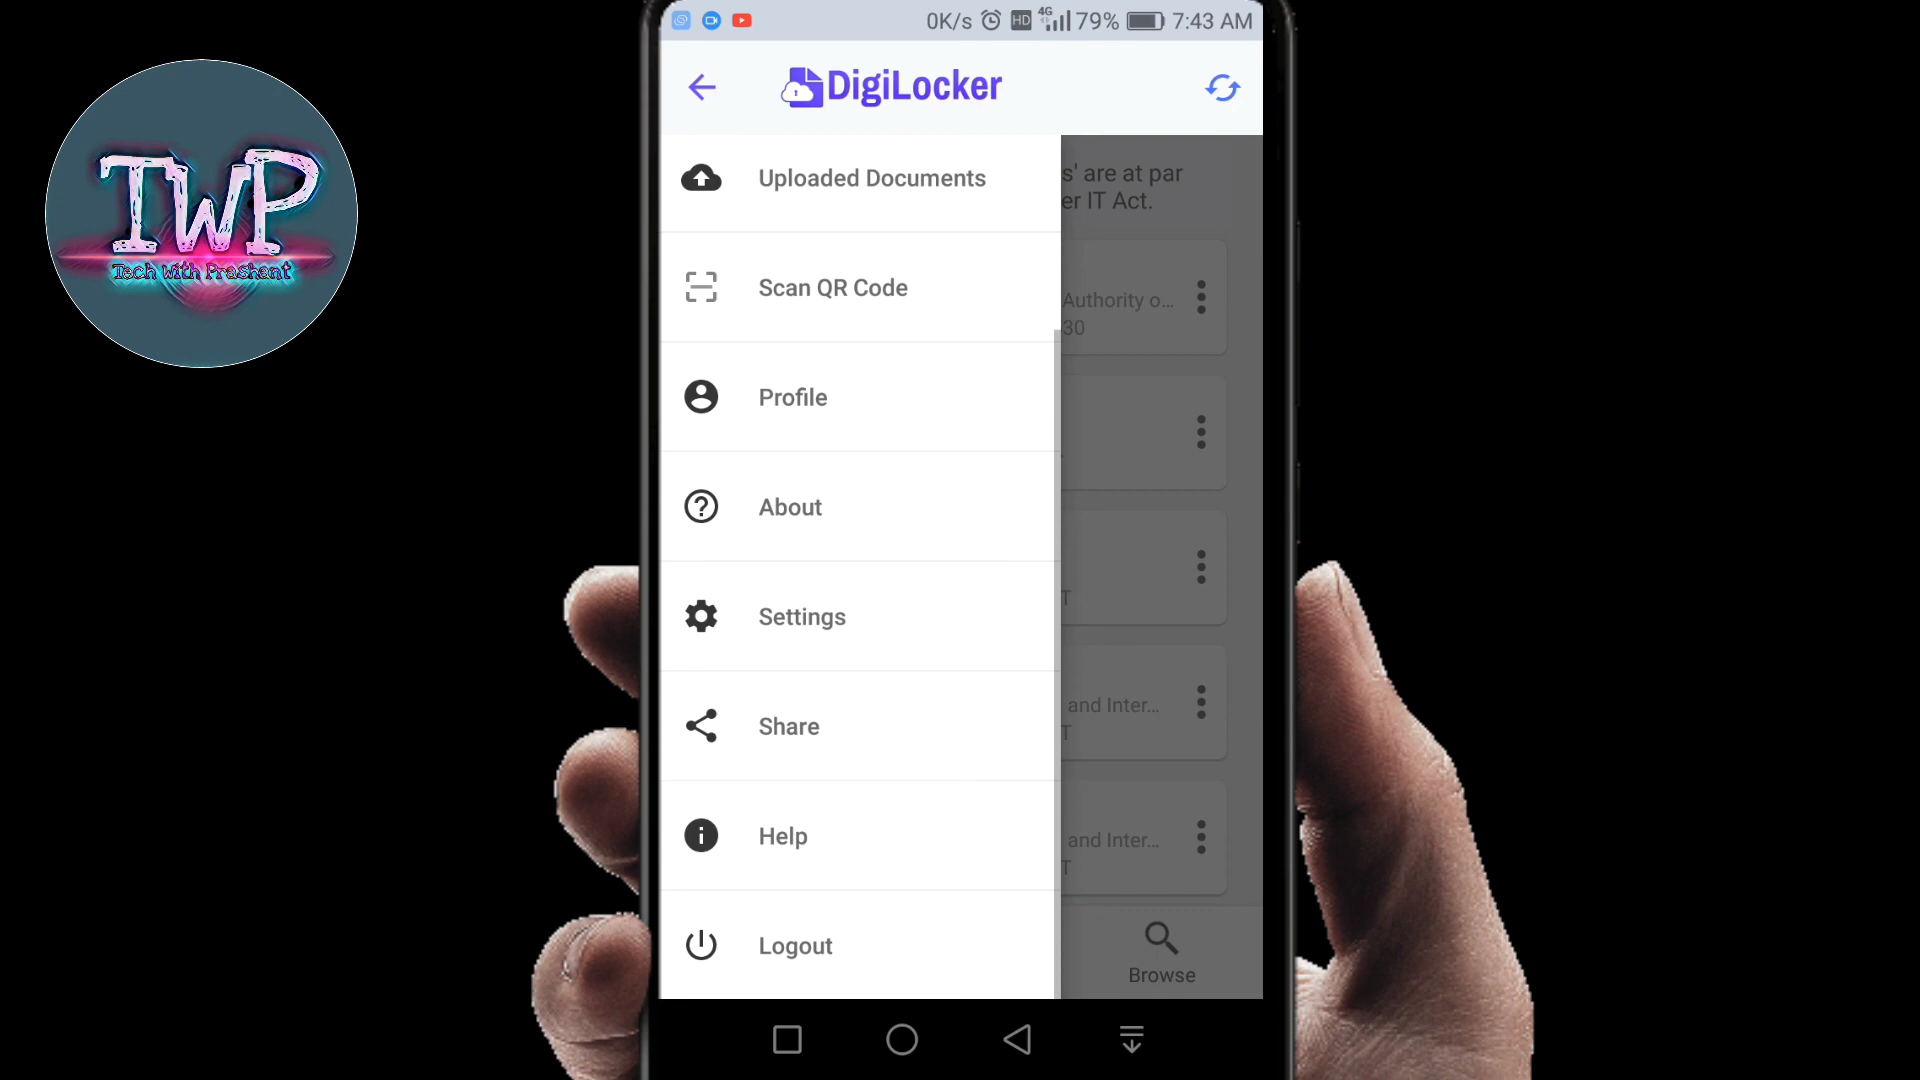 0K/s HD 4G 79% 7:43 AM
DigiLocker
TWP
Tech With Prashant
Uploaded Documents
Scan QR Code
Profile
About
Settings
Share
Help
Logout
s' are at par
er IT Act.
Authority o...
30
T
and Inter...
T
and Inter...
T
Browse